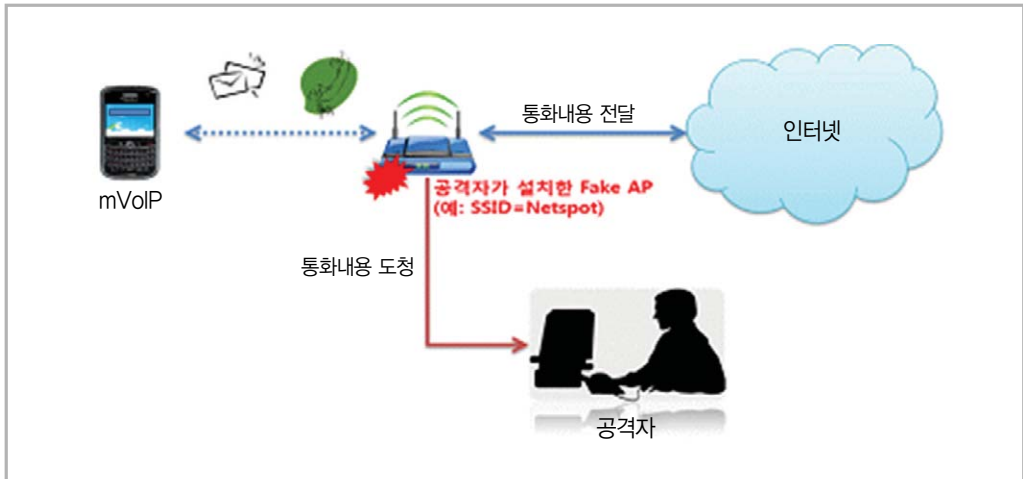 통화내용 전달
인터넷
mVoIP
공격자가 설치한 Fake AP
(예: SSID=Netspot)
통화내용 도청
공격자